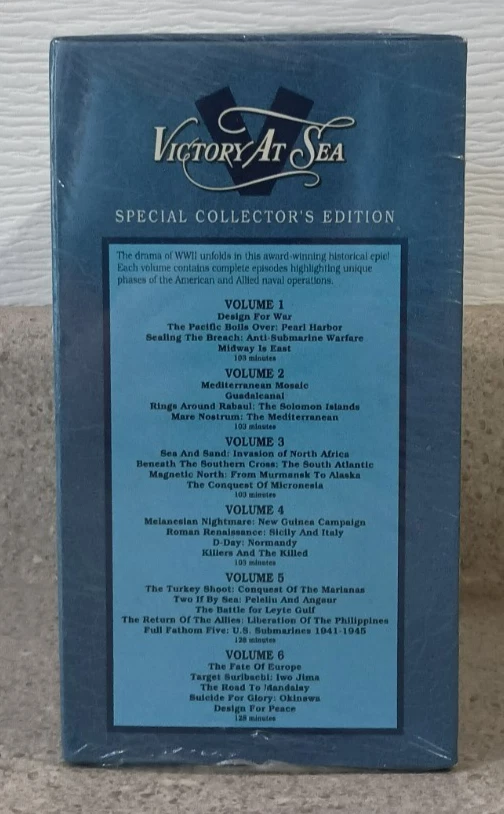 VICTORY AT SEA
SPECIAL COLLECTOR'S EDITION
The drama of WWII unfolds in this award-winning historical epic!
Each volume contains complete episodes highlighting unique
phases of the American and Allied naval operations.
VOLUME 1
Design For War
The Pacific Boils Over: Pearl Harbor
Sealing The Breach: Anti-Submarine Warfare
Midway Is East
103 minutes
VOLUME 2
Mediterranean Mosaic
Guadalcanal
Rings Around Rabaul: The Solomon Islands
Mare Nostrum: The Mediterranean
103 minutes
VOLUME 3
Sea And Sand: Invasion of North Africa
Beneath The Southern Cross: The South Atlantic
Magnetic North: From Murmansk To Alaska
The Conquest Of Micronesia
103 minutes
VOLUME 4
Melanesian Nightmare: New Guinea Campaign
Roman Renaissance: Sicily And Italy
D-Day: Normandy
Killers And The Killed
103 minutes
VOLUME 5
The Turkey Shoot: Conquest Of The Marianas
Two If By Sea: Peleliu And Angaur
The Battle for Leyte Gulf
The Return Of The Allies: Liberation Of The Philippines
Full Fathom Five: U.S. Submarines 1941-1945
128 minutes
VOLUME 6
The Fate Of Europe
Target Suribachi: Iwo Jima
The Road To Mandalay
Suicide For Glory: Okinawa
Design For Peace
128 minutes